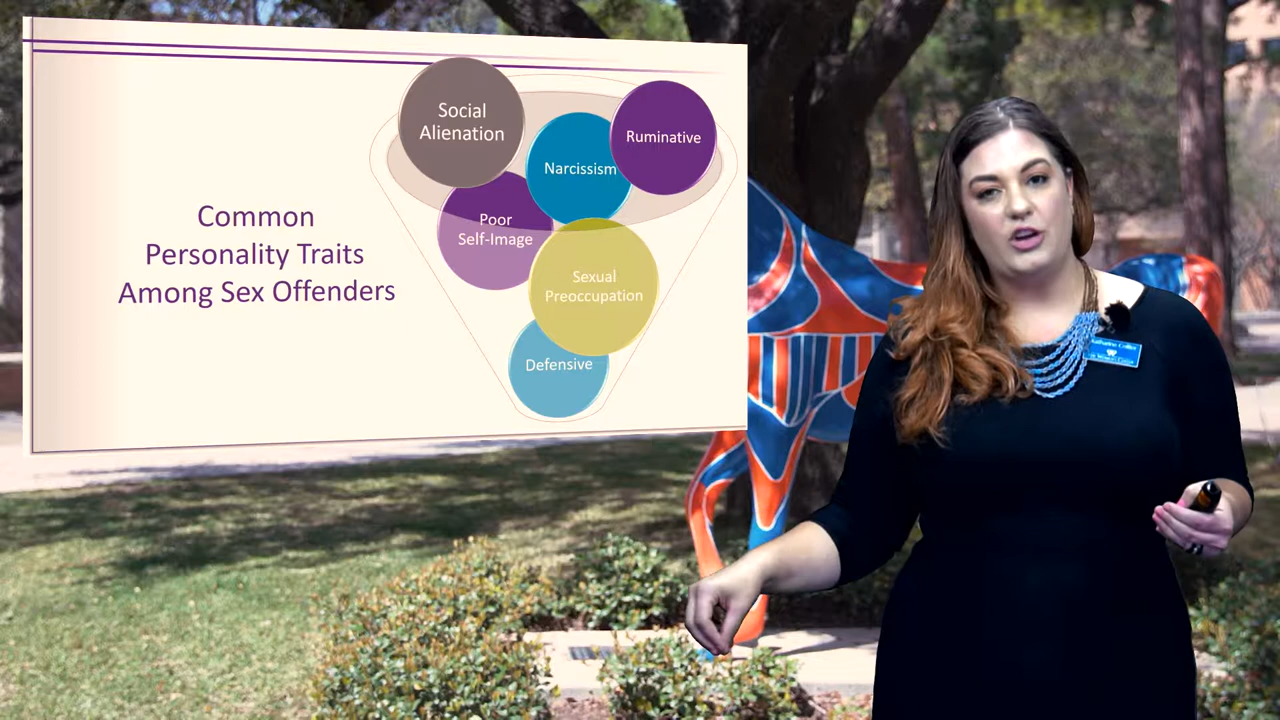 Common
Personality Traits
Among Sex Offenders
Social
Alienation
Narcissism
Ruminative
Poor
Self-Image
Sexual
Preoccupation
Defensive